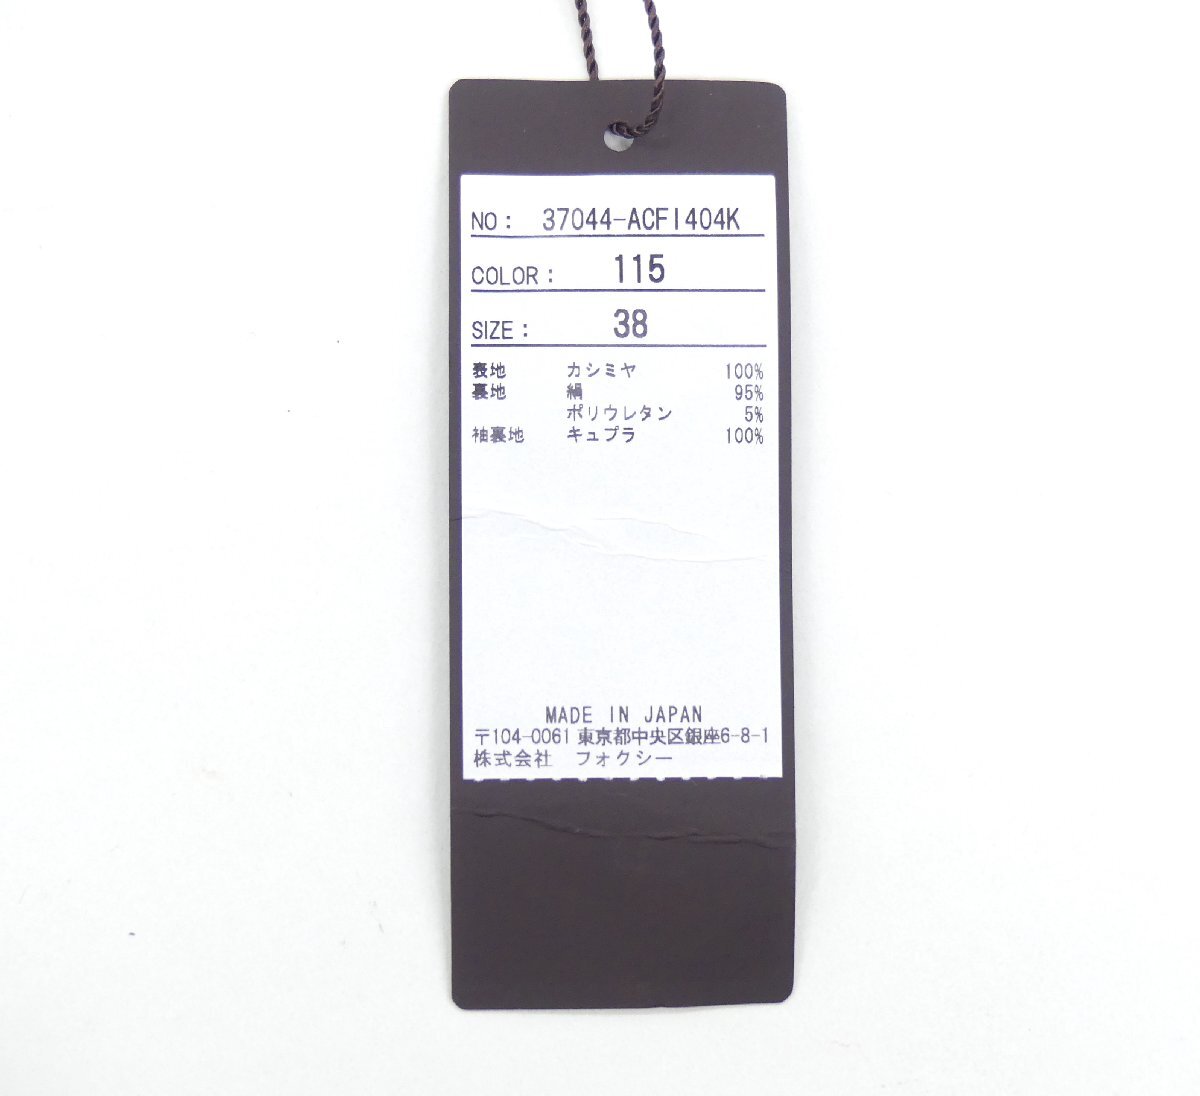 NO: 37044-ACFI404K
COLOR: 115
SIZE: 38
表地 カシミヤ 100%
裏地 絹 95%
ポリウレタン 5%
袖裏地 キュプラ 100%
MADE IN JAPAN
〒104-0061 東京都中央区銀座6-8-1
株式会社 フォクシー